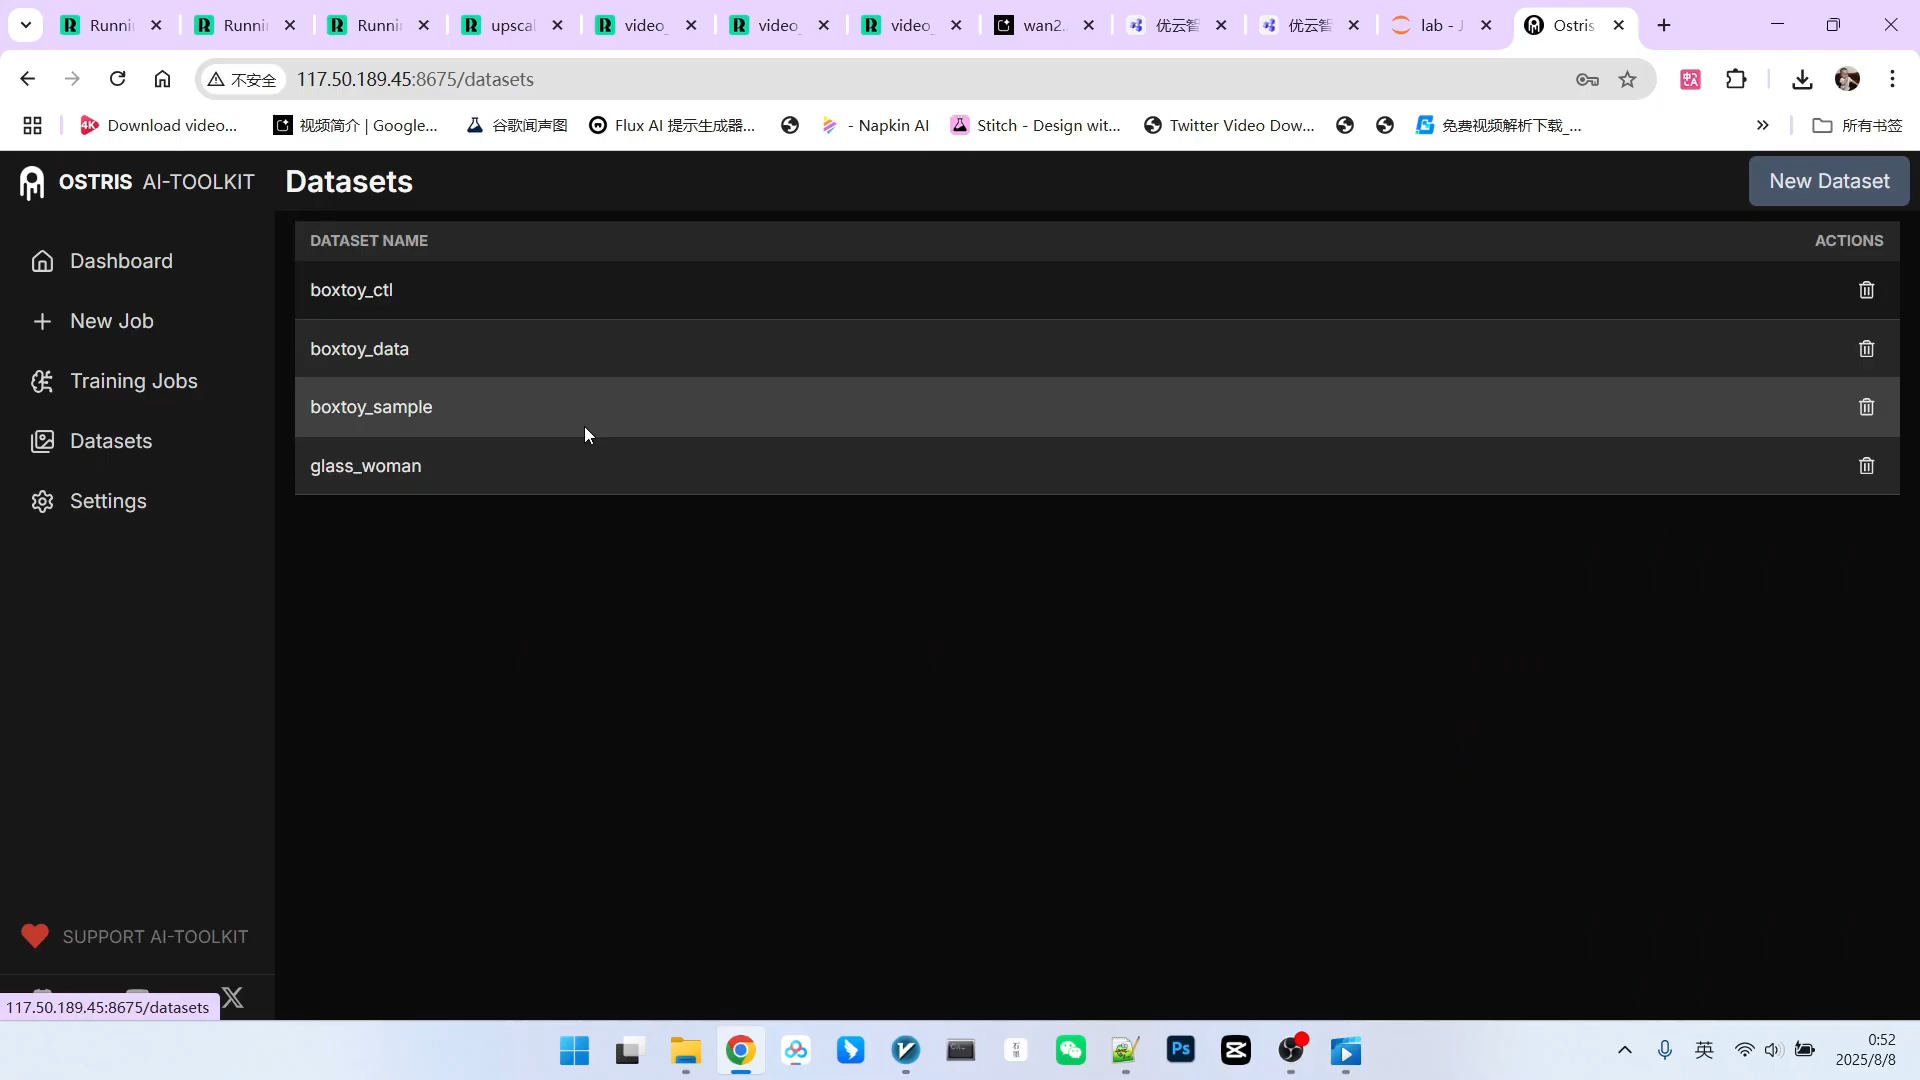 Runni
Runni
Runni
upscal
video_
video_
video_
wan2.
优云智
优云智
lab - J
Ostris
不安全
117.50.189.45:8675/datasets
Download video...
视频简介 | Google...
谷歌闻声图
Flux AI 提示生成器...
- Napkin AI
Stitch - Design wit...
Twitter Video Dow...
免费视频解析下载_...
所有书签
OSTRIS AI-TOOLKIT
Datasets
New Dataset
DATASET NAME
ACTIONS
Dashboard
boxtoy_ctl
New Job
boxtoy_data
Training Jobs
boxtoy_sample
Datasets
glass_woman
Settings
SUPPORT AI-TOOLKIT
117.50.189.45:8675/datasets
英
0:52
2025/8/8